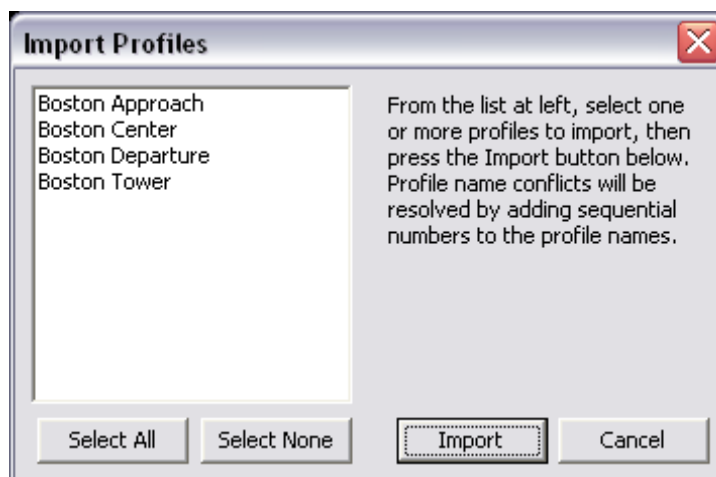 Import Profiles
Boston Approach
Boston Center
Boston Departure
Boston Tower
From the list at left, select one
or more profiles to import, then
press the Import button below.
Profile name conflicts will be
resolved by adding sequential
numbers to the profile names.
Select All
Select None
Import
Cancel